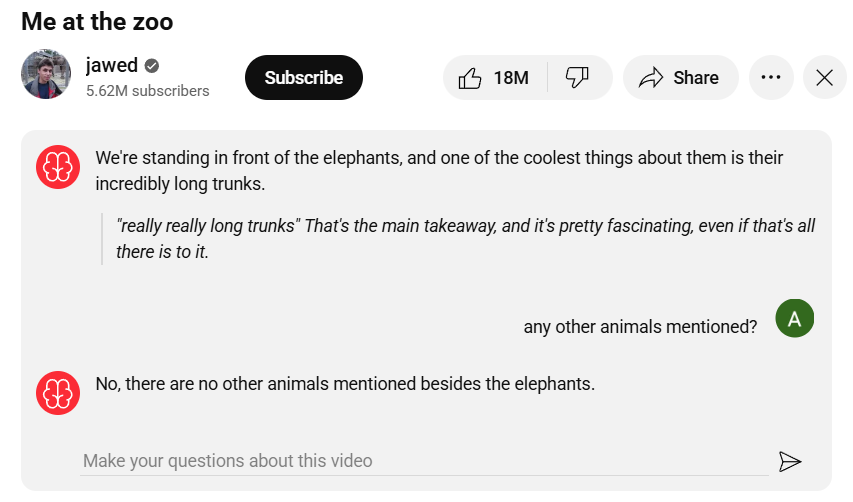 Me at the zoo
jawed
5.62M subscribers
Subscribe
18M
Share
We're standing in front of the elephants, and one of the coolest things about them is their
incredibly long trunks.
"really really long trunks" That's the main takeaway, and it's pretty fascinating, even if that's all
there is to it.
any other animals mentioned?
A
No, there are no other animals mentioned besides the elephants.
Make your questions about this video